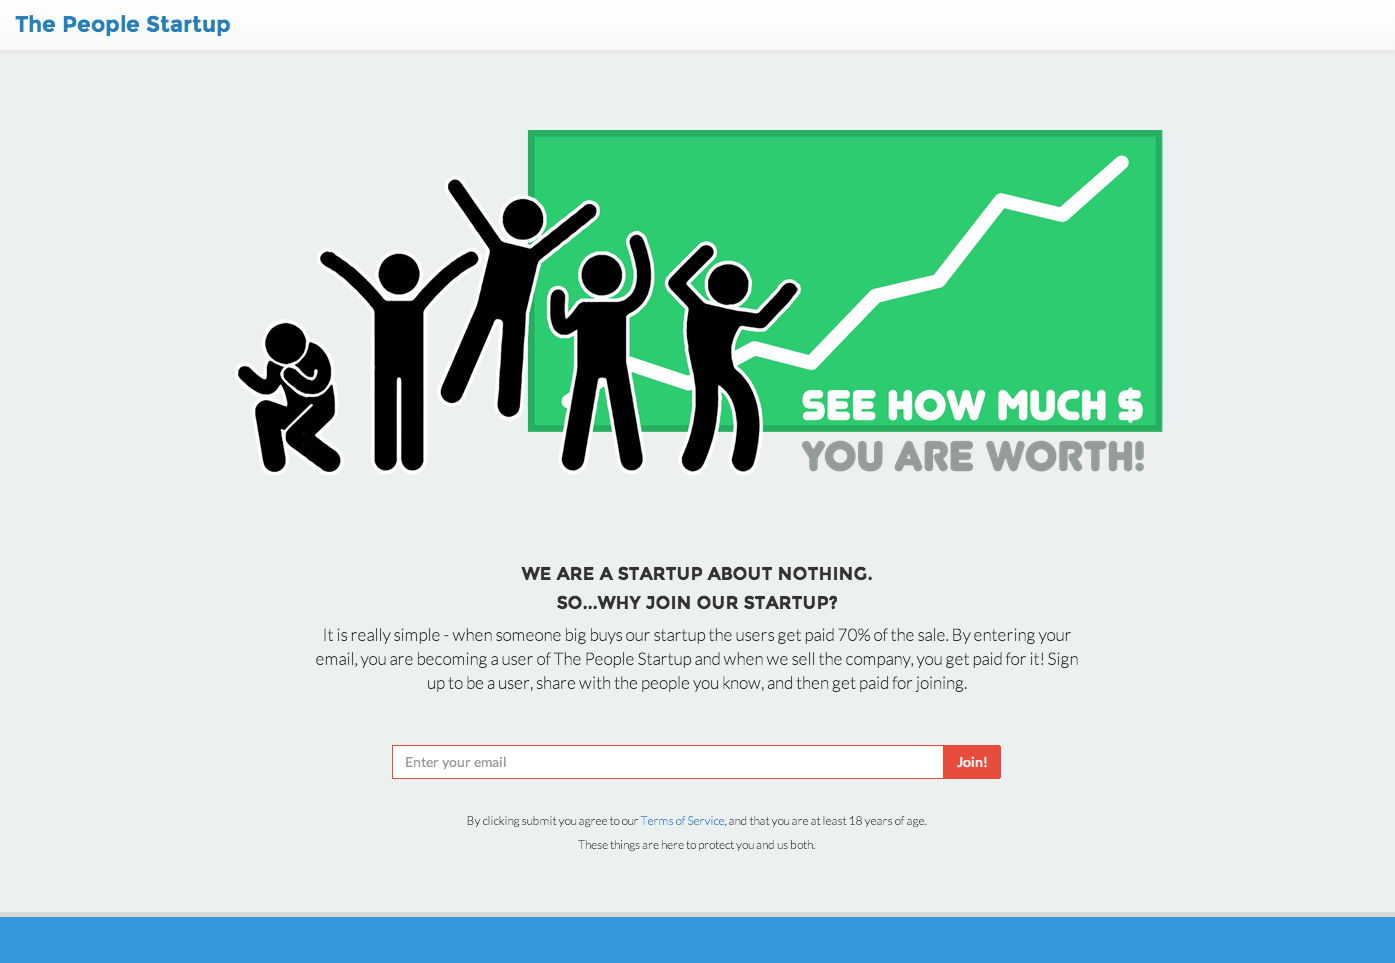 The People Startup
SEE HOW MUCH $
YOU ARE WORTH!
WE ARE A STARTUP ABOUT NOTHING.
SO...WHY JOIN OUR STARTUP?
It is really simple - when someone big buys our startup the users get paid 70% of the sale. By entering your
email, you are becoming a user of The People Startup and when we sell the company, you get paid for it! Sign
up to be a user, share with the people you know, and then get paid for joining.
Enter your email
Join!
By clicking submit you agree to our Terms of Service, and that you are at least 18 years of age.
These things are here to protect you and us both.